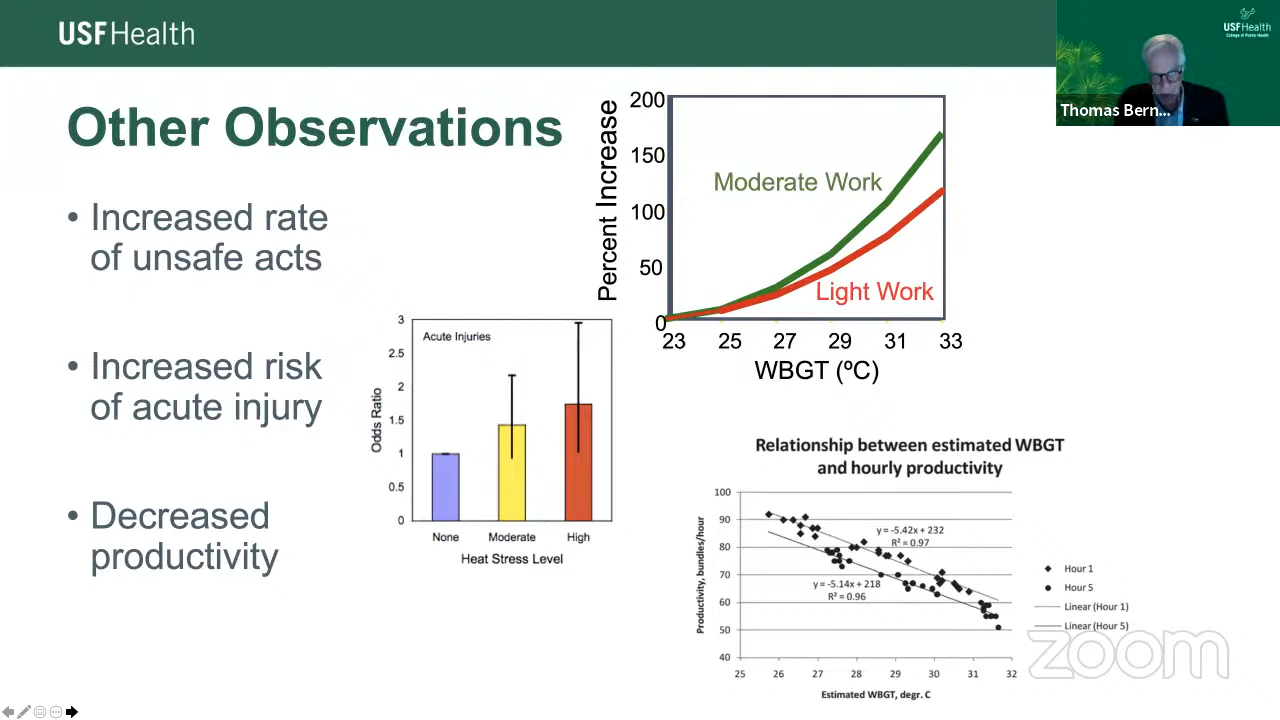 USFHealth
USFHealth
College of Public Health
Thomas Bern...
Other Observations
• Increased rate
of unsafe acts
• Increased risk
of acute injury
• Decreased
productivity
Percent Increase
200
150
100
50
0
Moderate Work
Light Work
23 25 27 29 31 33
WBGT (ºC)
Acute Injuries
Odds Ratio
3
2.5
2
1.5
1
0.5
0
None Moderate High
Heat Stress Level
Relationship between estimated WBGT
and hourly productivity
Productivity, bundles/hour
100
90
80
70
60
50
40
y = -5.42x + 232
R² = 0.97
y = -5.14x + 218
R² = 0.96
25 26 27 28 29 30 31 32
Estimated WBGT, degr. C
Hour 1
Hour 5
Linear (Hour 1)
Linear (Hour 5)
zoom